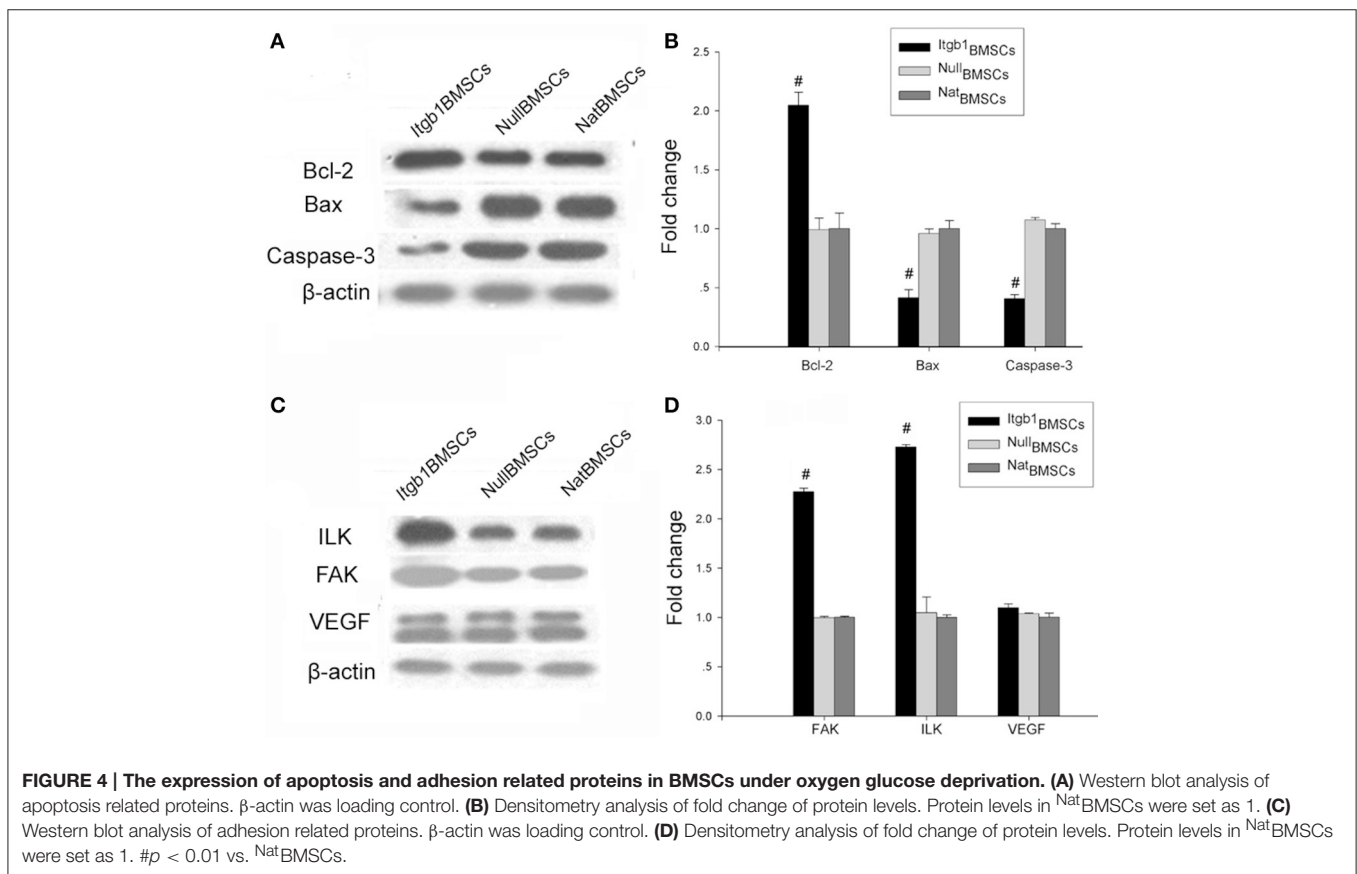 A
Itgb1BMSCs
NullBMSCs
NatBMSCs
Bcl-2
Bax
Caspase-3
β-actin
B
Itgb1BMSCs
NullBMSCs
NatBMSCs
Fold change
2.5
2.0
1.5
1.0
.5
0.0
#
#
#
Bcl-2
Bax
Caspase-3
C
Itgb1BMSCs
NullBMSCs
NatBMSCs
ILK
FAK
VEGF
β-actin
D
Itgb1BMSCs
NullBMSCs
NatBMSCs
Fold change
3.0
2.5
2.0
1.5
1.0
.5
0.0
#
#
FAK
ILK
VEGF
FIGURE 4 | The expression of apoptosis and adhesion related proteins in BMSCs under oxygen glucose deprivation. (A) Western blot analysis of
apoptosis related proteins. β-actin was loading control. (B) Densitometry analysis of fold change of protein levels. Protein levels in NatBMSCs were set as 1. (C)
Western blot analysis of adhesion related proteins. β-actin was loading control. (D) Densitometry analysis of fold change of protein levels. Protein levels in NatBMSCs
were set as 1. #p < 0.01 vs. NatBMSCs.